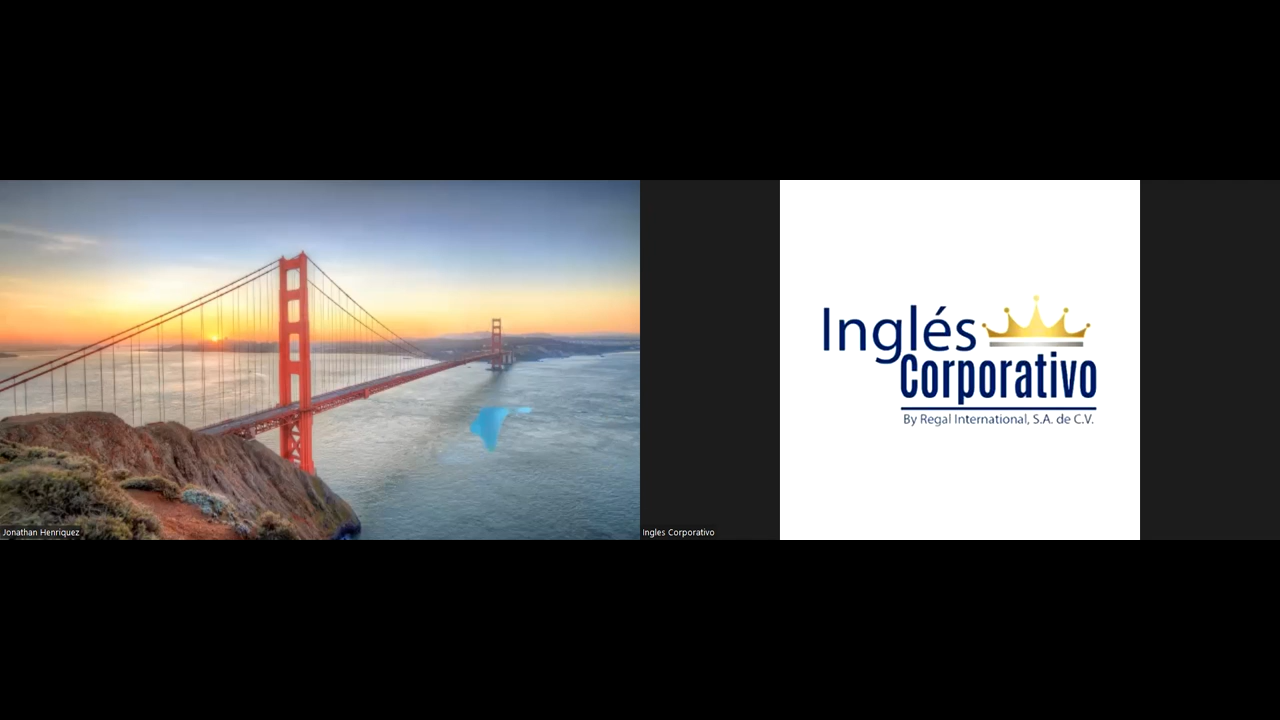 Inglés
Corporativo
By Regal International, S.A. de C.V.
Jonathan Henriquez
Ingles Corporativo